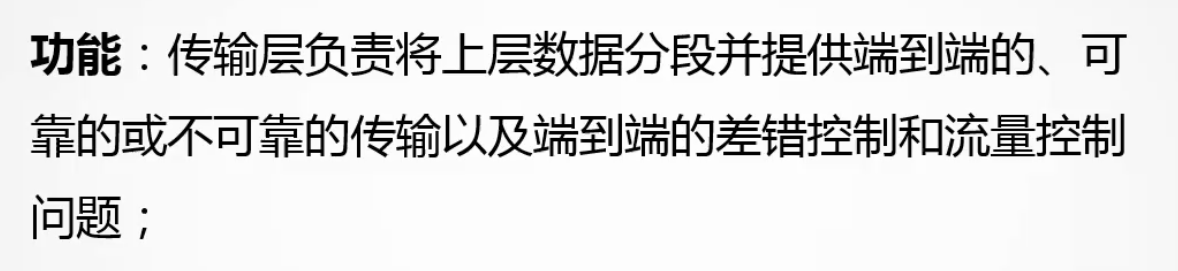 功能：传输层负责将上层数据分段并提供端到端的、可
靠的或不可靠的传输以及端到端的差错控制和流量控制
问题；